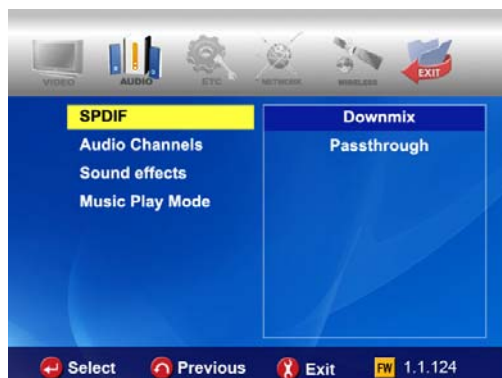 VIDEO AUDIO ETC NETWORK WIRELESS EXIT
SPDIF Downmix
Audio Channels Passthrough
Sound effects
Music Play Mode
Select Previous Exit FW 1.1.124